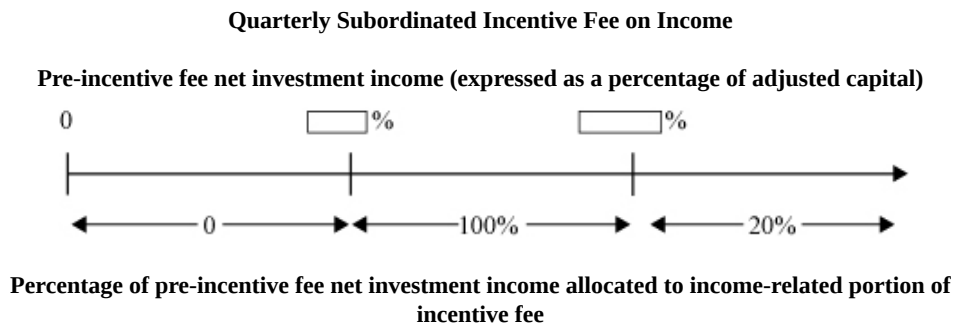 Quarterly Subordinated Incentive Fee on Income
Pre-incentive fee net investment income (expressed as a percentage of adjusted capital)
0 % %
0 100% 20%
Percentage of pre-incentive fee net investment income allocated to income-related portion of
incentive fee